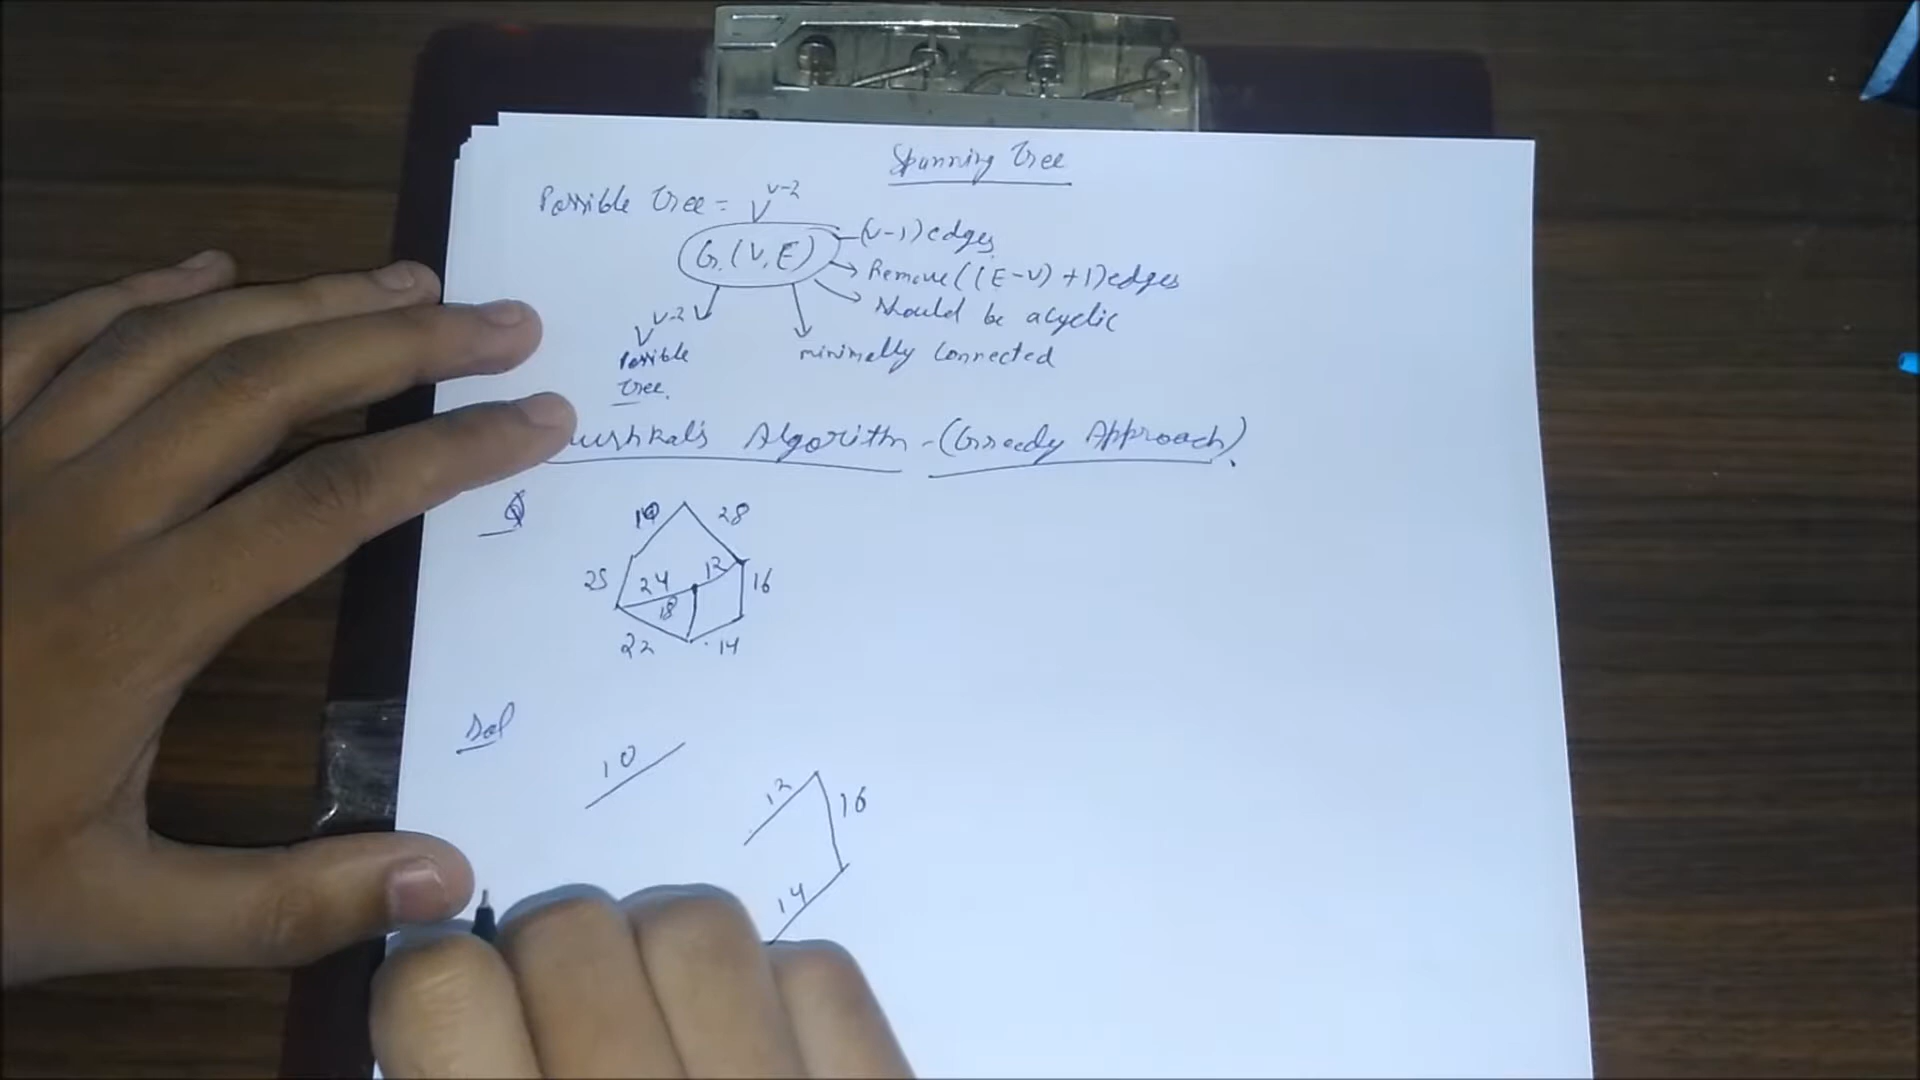 Spanning Tree
Possible Tree = V^v-2
G(V,E)
(v-1) edges
Remove ((E-V)+1) edges
Should be acyclic
minimally Connected
V^v-2
Possible
Tree.
ushkal's Algorithm - (Greedy Approach).
Q
10 28
25 24 12 16
18
22 14
Sol
10
12 16
14